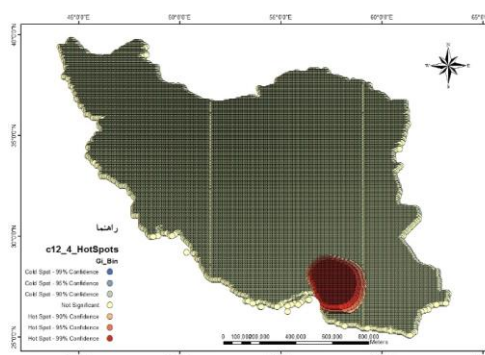 45°0'0"E 50°0'0"E 55°0'0"E 60°0'0"E 65°0'0"E
40°0'0"N
35°0'0"N
30°0'0"N
25°0'0"N
N
W E
S
راهنما
c12_4_HotSpots
Gi_Bin
Cold Spot - 99% Confidence
Cold Spot - 95% Confidence
Cold Spot - 90% Confidence
Not Significant
Hot Spot - 90% Confidence
Hot Spot - 95% Confidence
Hot Spot - 99% Confidence
0 100,000 200,000 400,000 600,000 800,000
Meters